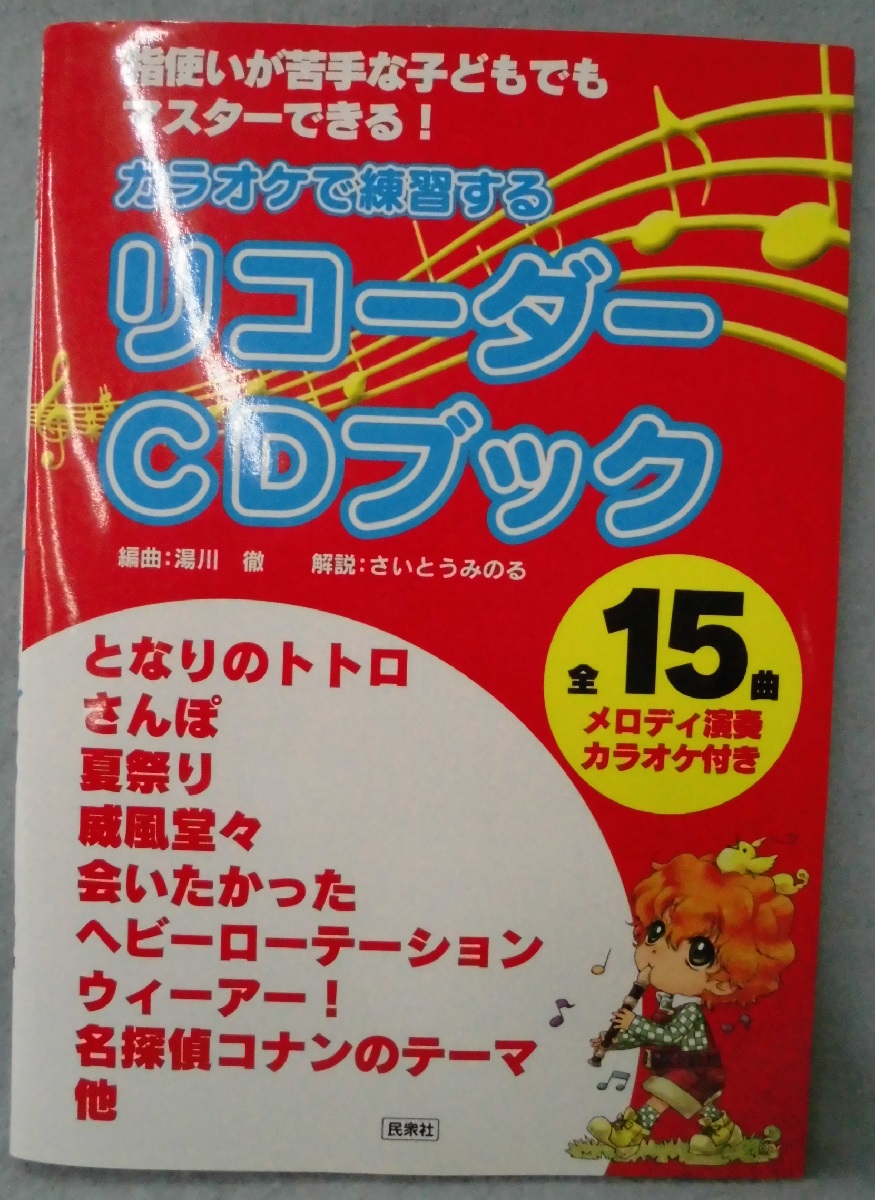 指使いが苦手な子どもでも
マスターできる！
カラオケで練習する
リコーダー
CDブック
編曲：湯川　徹　　解説：さいとうみのる
全15曲
メロディ演奏
カラオケ付き
となりのトトロ
さんぽ
夏祭り
威風堂々
会いたかった
ヘビーローテーション
ウィーアー！
名探偵コナンのテーマ
他
民衆社